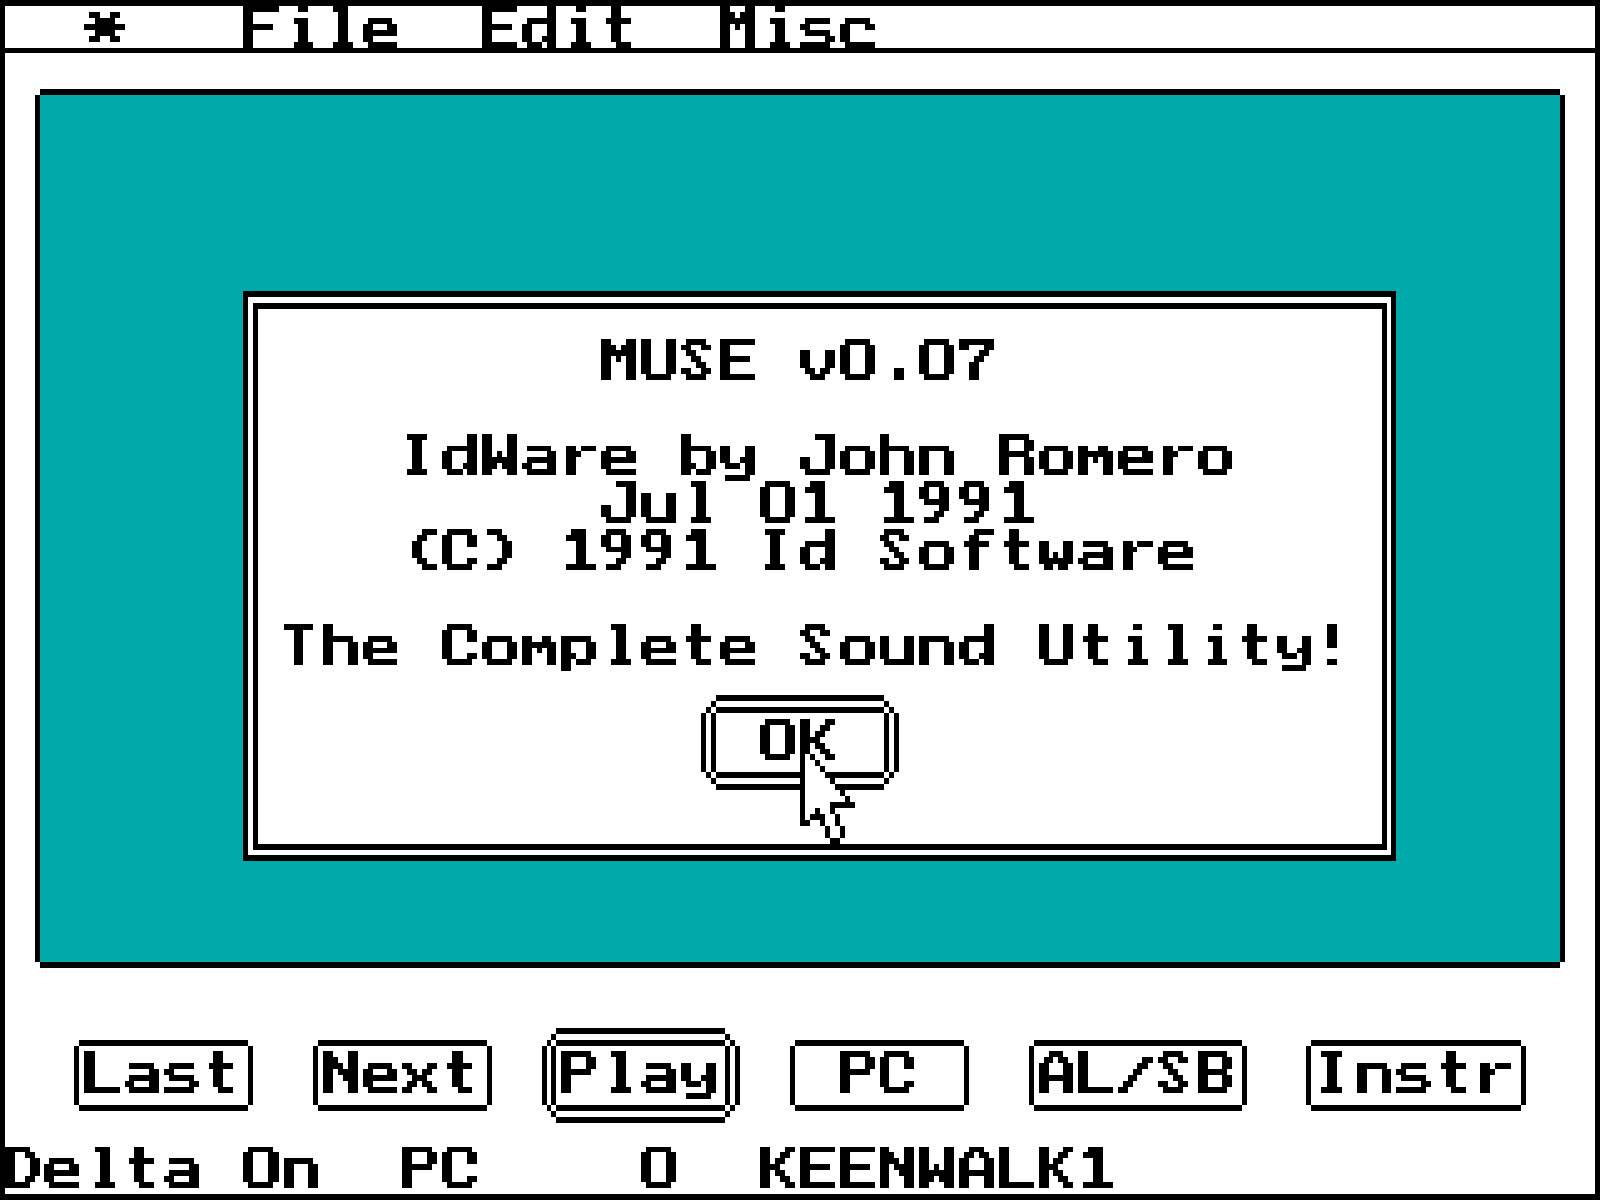 * File Edit Misc
MUSE v0.07
IdWare by John Romero
Jul 01 1991
(C) 1991 Id Software
The Complete Sound Utility!
OK
Last Next Play PC AL/SB Instr
Delta On PC 0 KEENWALK1